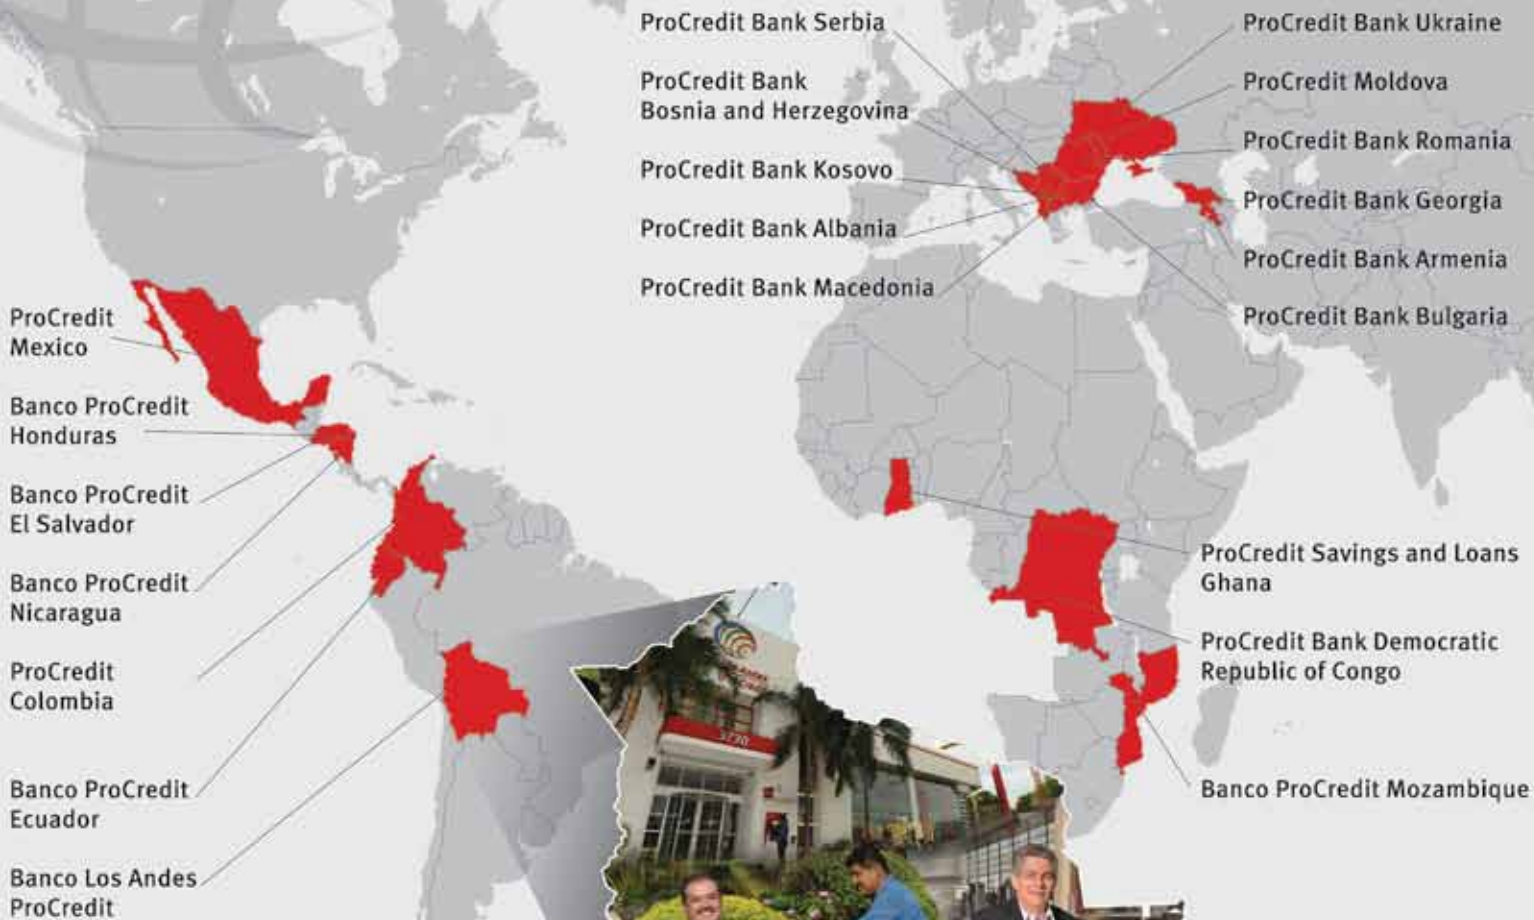 ProCredit
Mexico
Banco ProCredit
Honduras
Banco ProCredit
El Salvador
Banco ProCredit
Nicaragua
ProCredit
Colombia
Banco ProCredit
Ecuador
Banco Los Andes
ProCredit
ProCredit Bank Serbia
ProCredit Bank
Bosnia and Herzegovina
ProCredit Bank Kosovo
ProCredit Bank Albania
ProCredit Bank Macedonia
ProCredit Bank Ukraine
ProCredit Moldova
ProCredit Bank Romania
ProCredit Bank Georgia
ProCredit Bank Armenia
ProCredit Bank Bulgaria
ProCredit Savings and Loans
Ghana
ProCredit Bank Democratic
Republic of Congo
Banco ProCredit Mozambique
3730